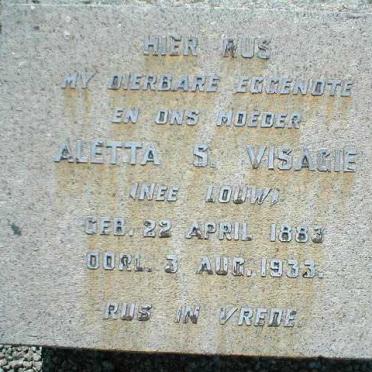 HIER RUS
MY DIERBARE EGGENOTE
EN ONS MOEDER
ALETTA S. VISAGIE
(NEE LOUW)
GEB. 22 APRIL 1883
OORL. 3 AUG. 1933.
RUS IN VREDE.